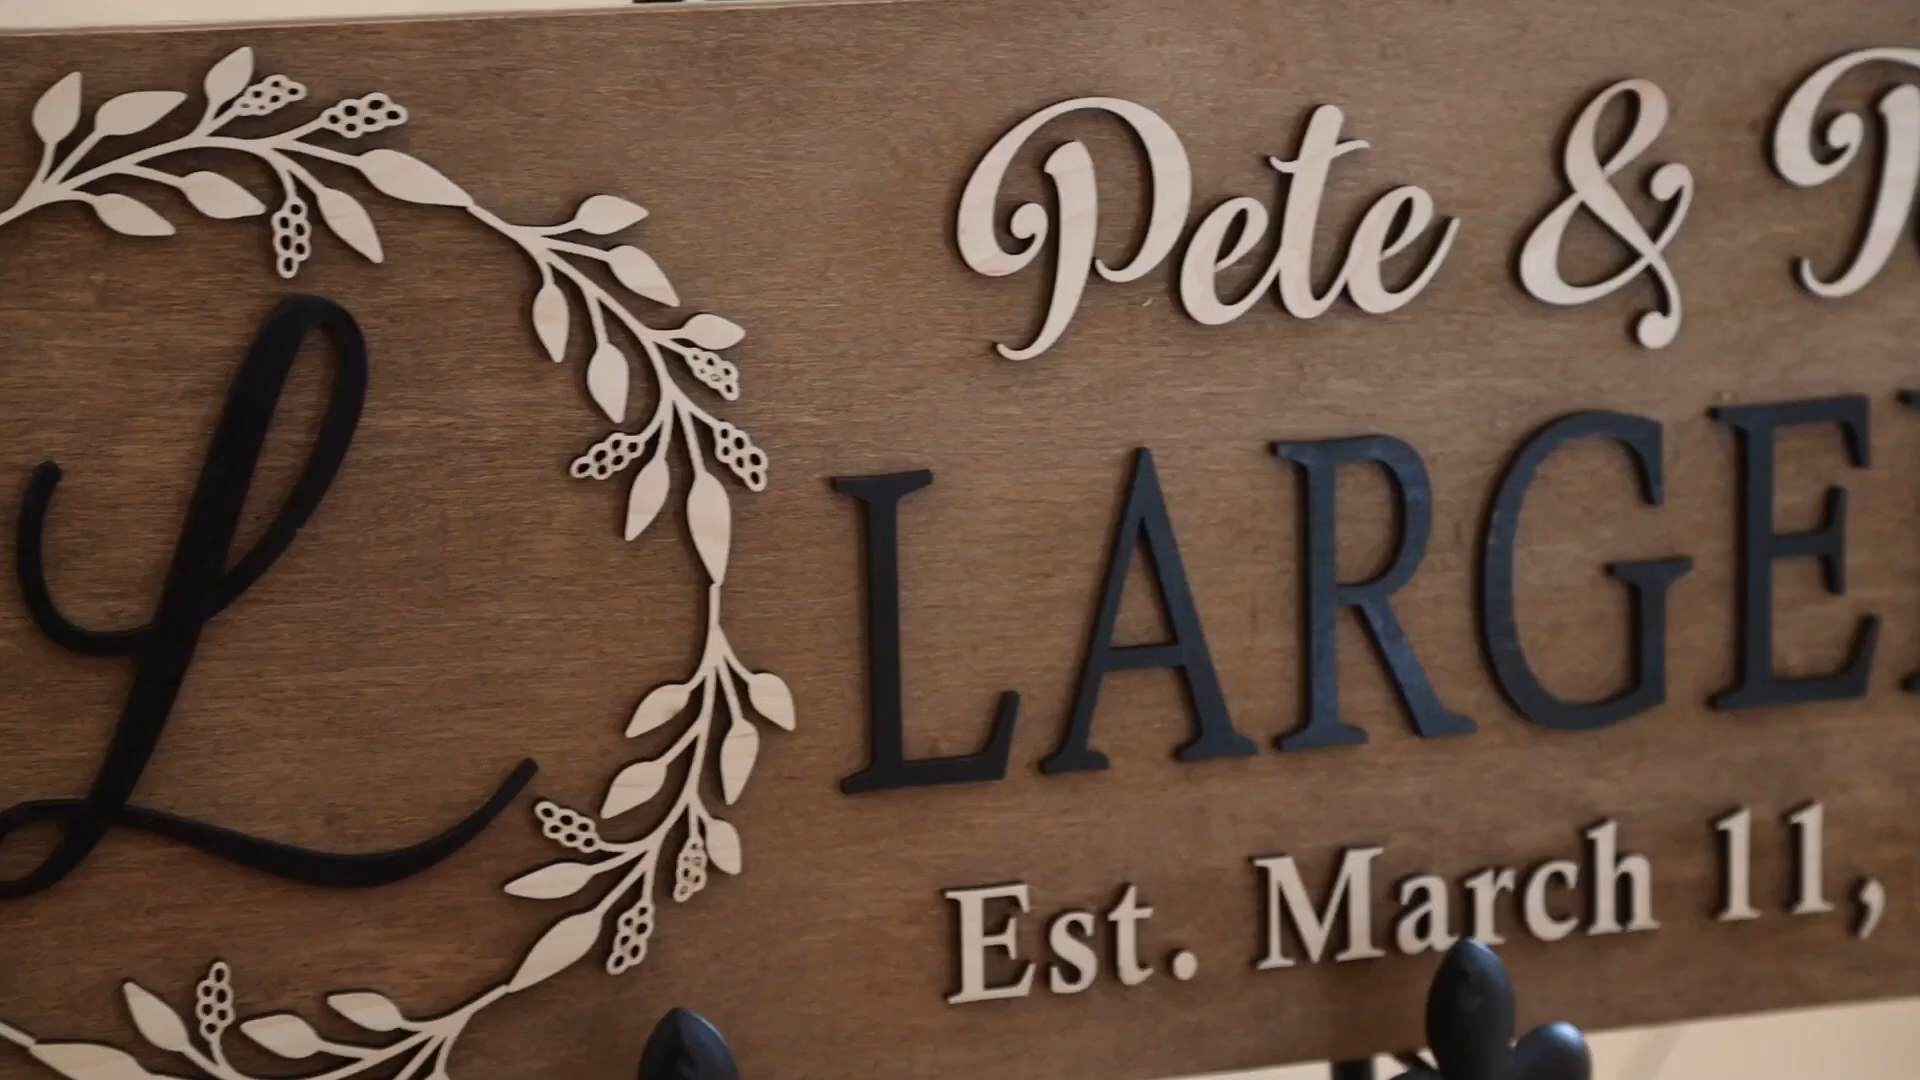 Pete &
L
LARGE
Est. March 11,